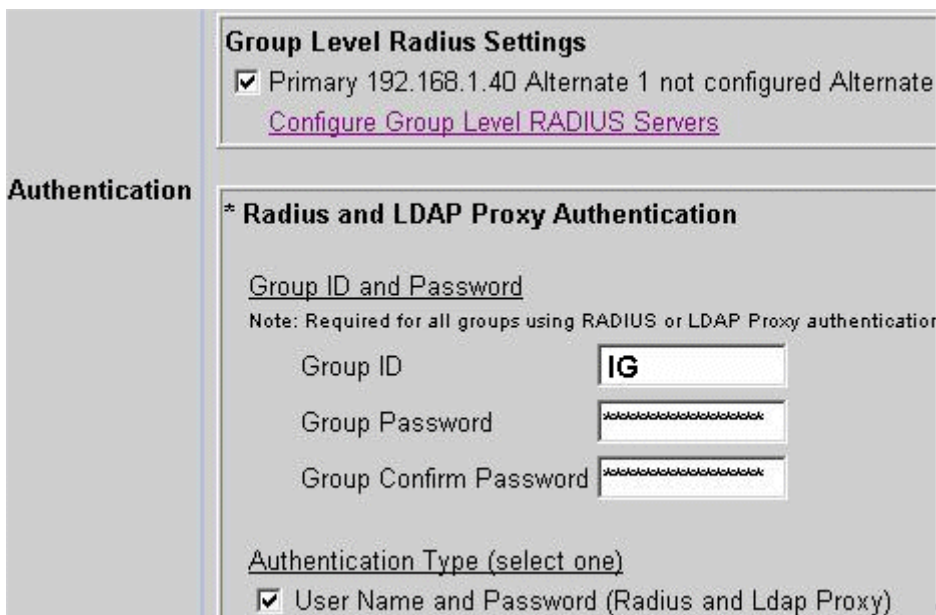 Group Level Radius Settings
Primary 192.168.1.40 Alternate 1 not configured Alternate
Configure Group Level RADIUS Servers
Authentication
* Radius and LDAP Proxy Authentication
Group ID and Password
Note: Required for all groups using RADIUS or LDAP Proxy authentication
Group ID IG
Group Password ******************
Group Confirm Password ******************
Authentication Type (select one)
User Name and Password (Radius and Ldap Proxy)